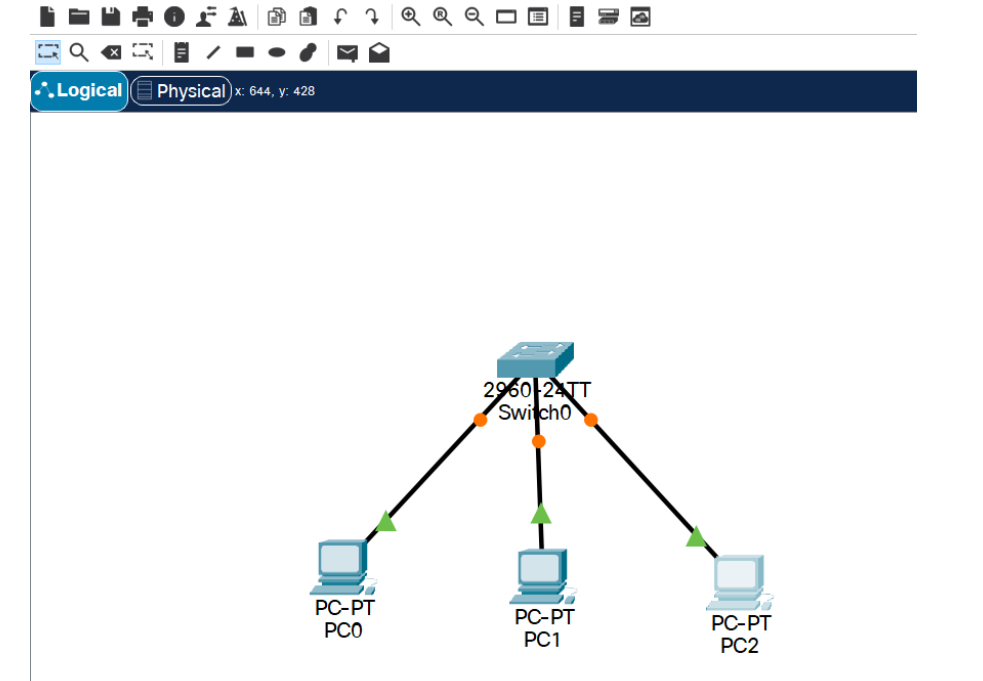 Logical
Physical
x: 644, y: 428
2960-24TT
Switch0
PC-PT
PC0
PC-PT
PC1
PC-PT
PC2